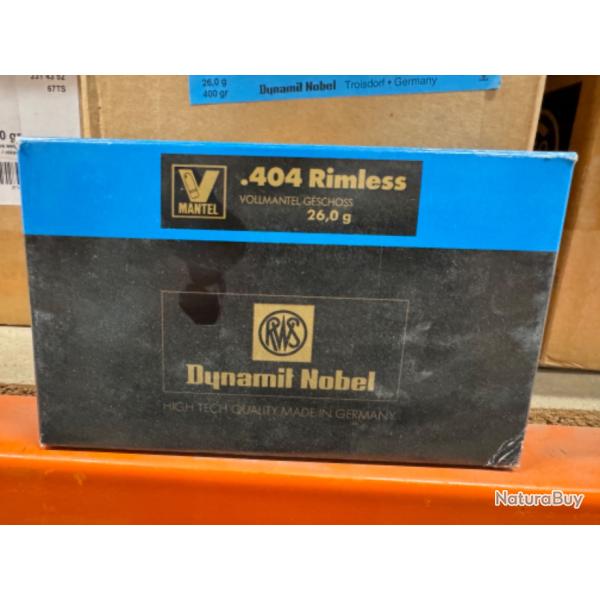 67TS
26,0 g
400 gr
Dynamit Nobel Troisdorf • Germany
V
MANTEL
.404 Rimless
VOLLMANTEL GESCHOSS
26,0 g
RWS
Dynamit Nobel
HIGH TECH QUALITY MADE IN GERMANY
NaturaBuy